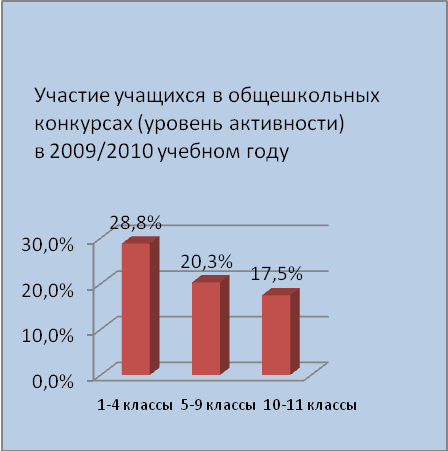 Участие учащихся в общешкольных
конкурсах (уровень активности)
в 2009/2010 учебном году
28,8%
20,3%
17,5%
30,0%
20,0%
10,0%
0,0%
1-4 классы 5-9 классы 10-11 классы